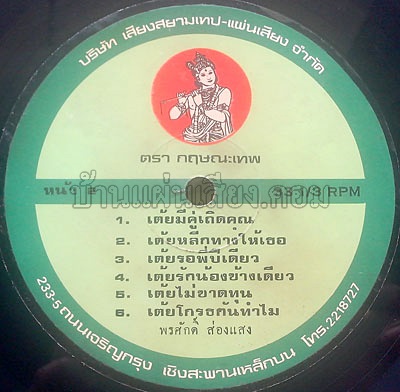 บริษัท เสียงสยามเทป-แผ่นเสียง จำกัด
ตรา กฤษณะเทพ
หน้า 2
33 1/3 RPM
บ้านแผ่นเสียง.คอม
1. เต้ยมีคู่เถิดคุณ
2. เต้ยหลีกทางให้เธอ
3. เต้ยรอพี่ปีเดียว
4. เต้ยรักน้องข้างเดียว
5. เต้ยไม่ขาดทุน
6. เต้ยโกรธกันทำไม
พรศักดิ์ ส่องแสง
233-5 ถนนเจริญกรุง เชิงสะพานเหล็กบน โทร.2218727